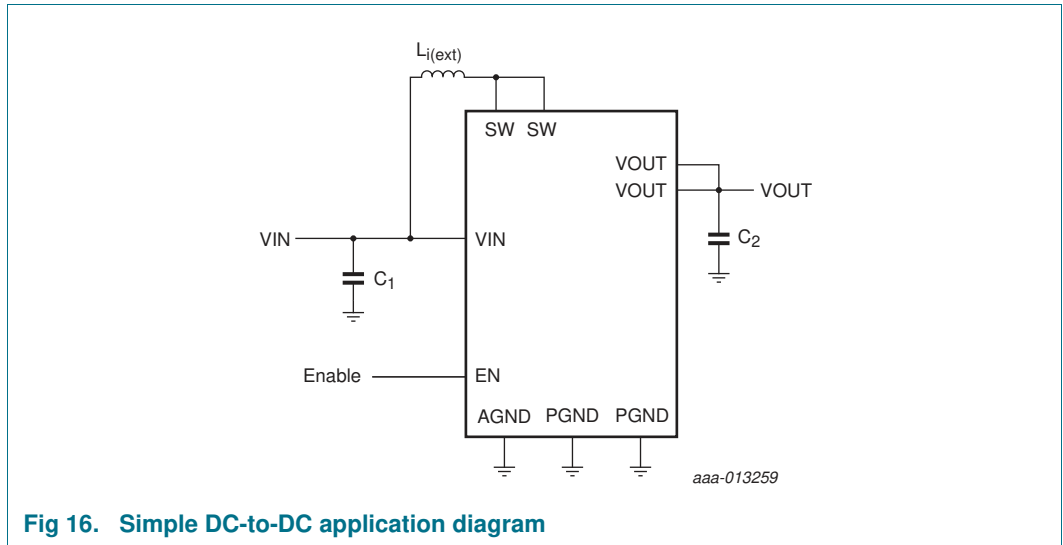 Li(ext)
SW SW
VOUT
VOUT VOUT
VIN VIN
C2
C1
Enable EN
AGND PGND PGND
aaa-013259
Fig 16. Simple DC-to-DC application diagram